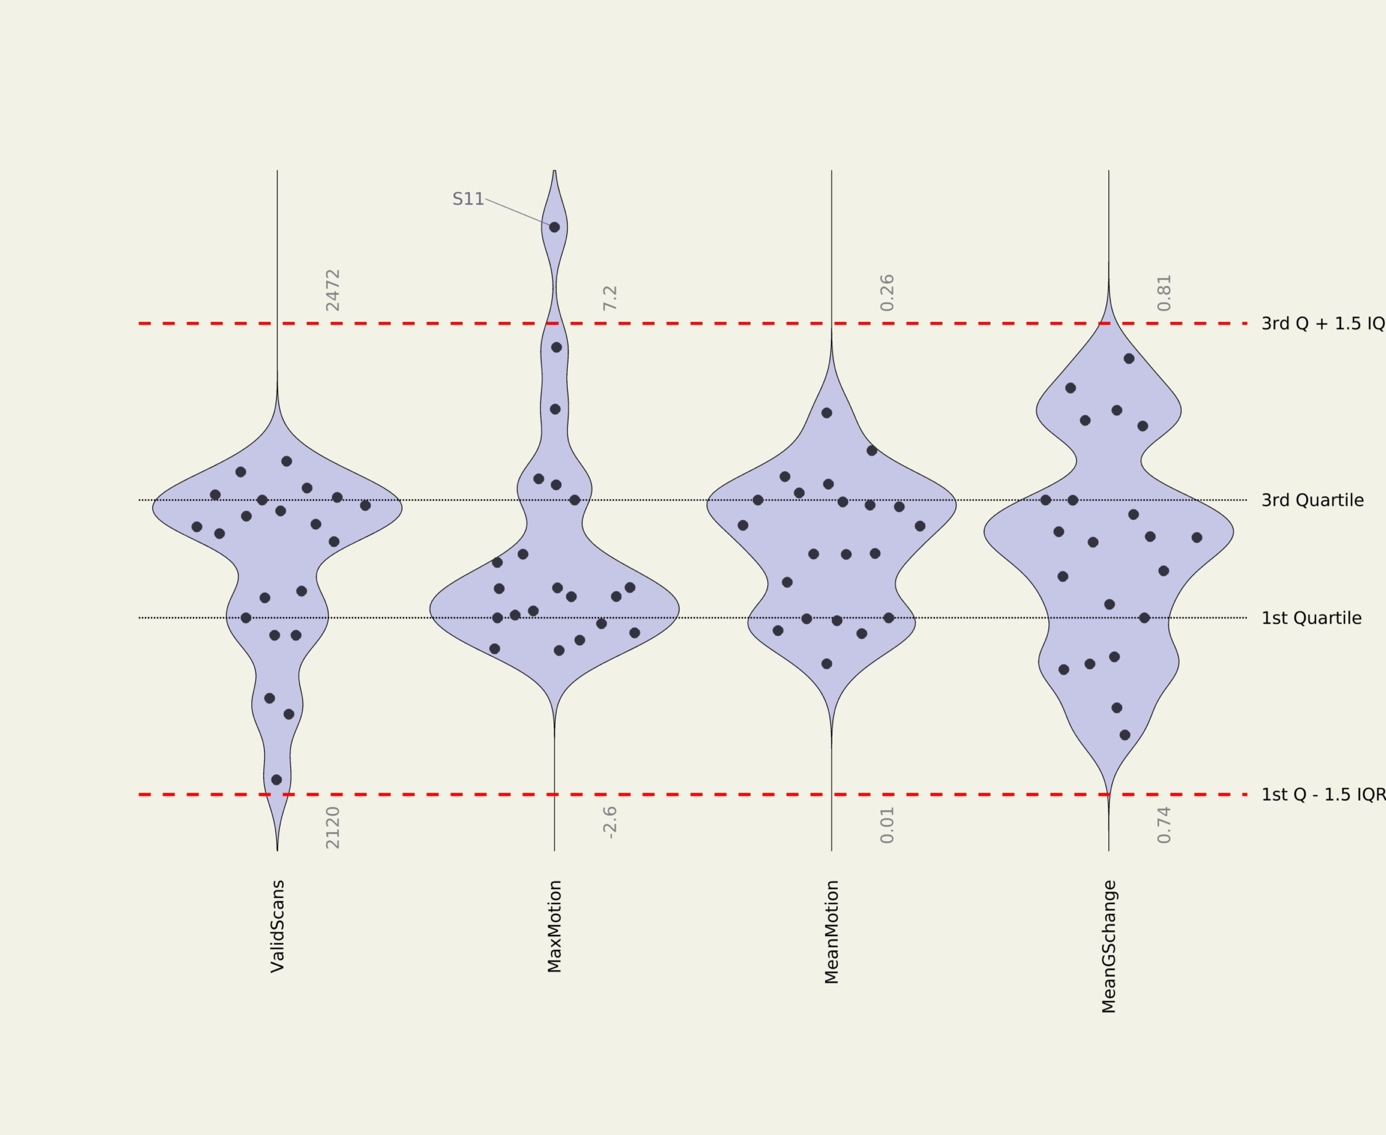 S11
2472
7.2
0.26
0.81
3rd Q + 1.5 IQ
3rd Quartile
1st Quartile
1st Q - 1.5 IQR
2120
-2.6
0.01
0.74
ValidScans
MaxMotion
MeanMotion
MeanGSchange